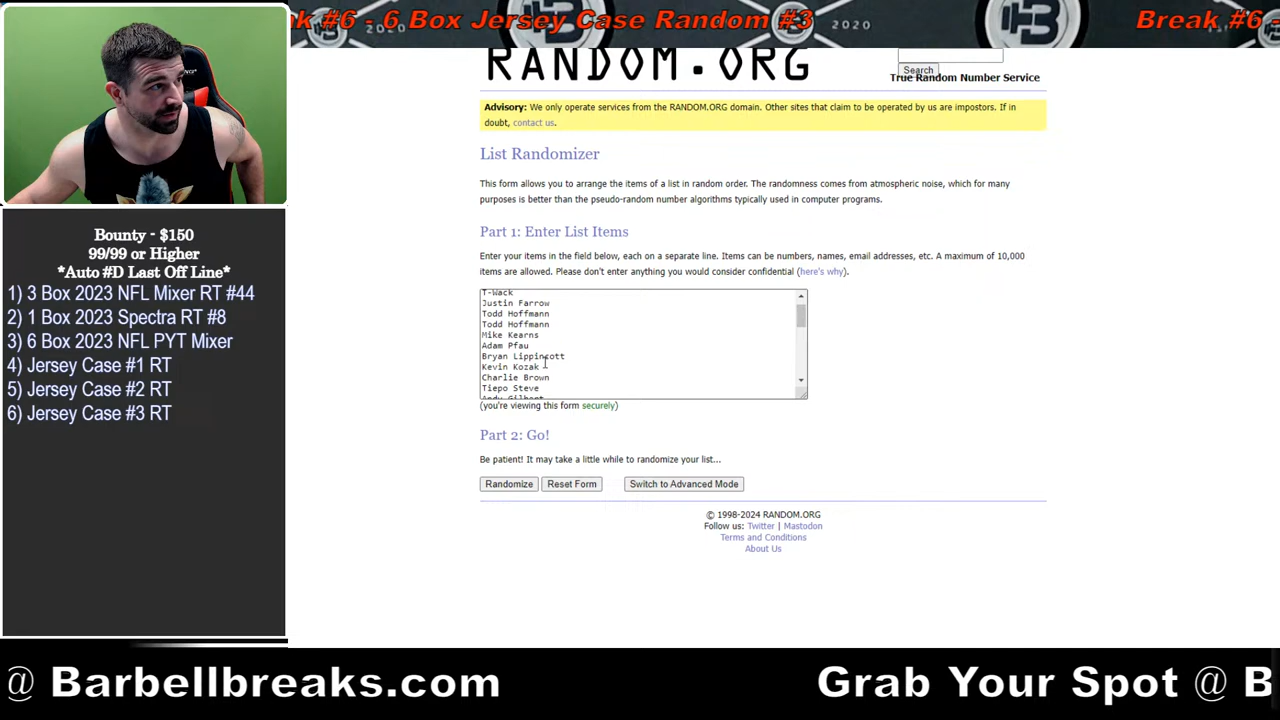 eak #6 - 6 Box Jersey Case Random #3
Break #6 -
2020
2020
RANDOM.ORG
Search
True Random Number Service
Advisory: We only operate services from the RANDOM.ORG domain. Other sites that claim to be operated by us are impostors. If in
doubt, contact us.
List Randomizer
This form allows you to arrange the items of a list in random order. The randomness comes from atmospheric noise, which for many
purposes is better than the pseudo-random number algorithms typically used in computer programs.
Part 1: Enter List Items
Enter your items in the field below, each on a separate line. Items can be numbers, names, email addresses, etc. A maximum of 10,000
items are allowed. Please don't enter anything you would consider confidential (here's why).
T-Wack
Justin Farrow
Todd Hoffmann
Todd Hoffmann
Mike Kearns
Adam Pfau
Bryan Lippincott
Kevin Kozak
Charlie Brown
Tiepo Steve
Andy Gilbert
(you're viewing this form securely)
Part 2: Go!
Be patient! It may take a little while to randomize your list...
Randomize
Reset Form
Switch to Advanced Mode
© 1998-2024 RANDOM.ORG
Follow us: Twitter | Mastodon
Terms and Conditions
About Us
Bounty - $150
99/99 or Higher
*Auto #D Last Off Line*
1) 3 Box 2023 NFL Mixer RT #44
2) 1 Box 2023 Spectra RT #8
3) 6 Box 2023 NFL PYT Mixer
4) Jersey Case #1 RT
5) Jersey Case #2 RT
6) Jersey Case #3 RT
@ Barbellbreaks.com
Grab Your Spot @ B